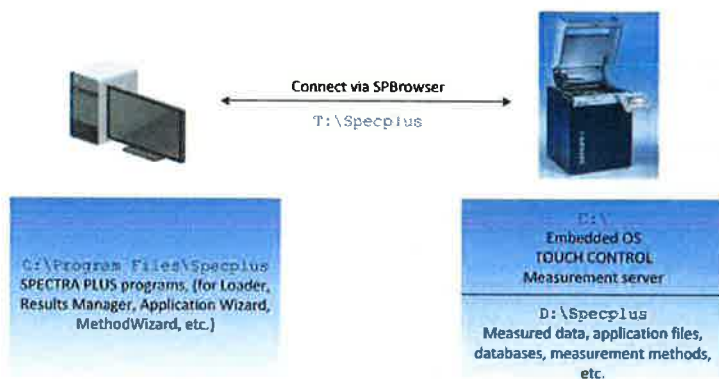 Connect via SPBrowser
T:\Specplus
C:\Program Files\Specplus
SPECTRA PLUS programs, (for Loader,
Results Manager, Application Wizard,
MethodWizard, etc.)
C:\
Embedded OS
TOUCH CONTROL
Measurement server
D:\Specplus
Measured data, application files,
databases, measurement methods,
etc.